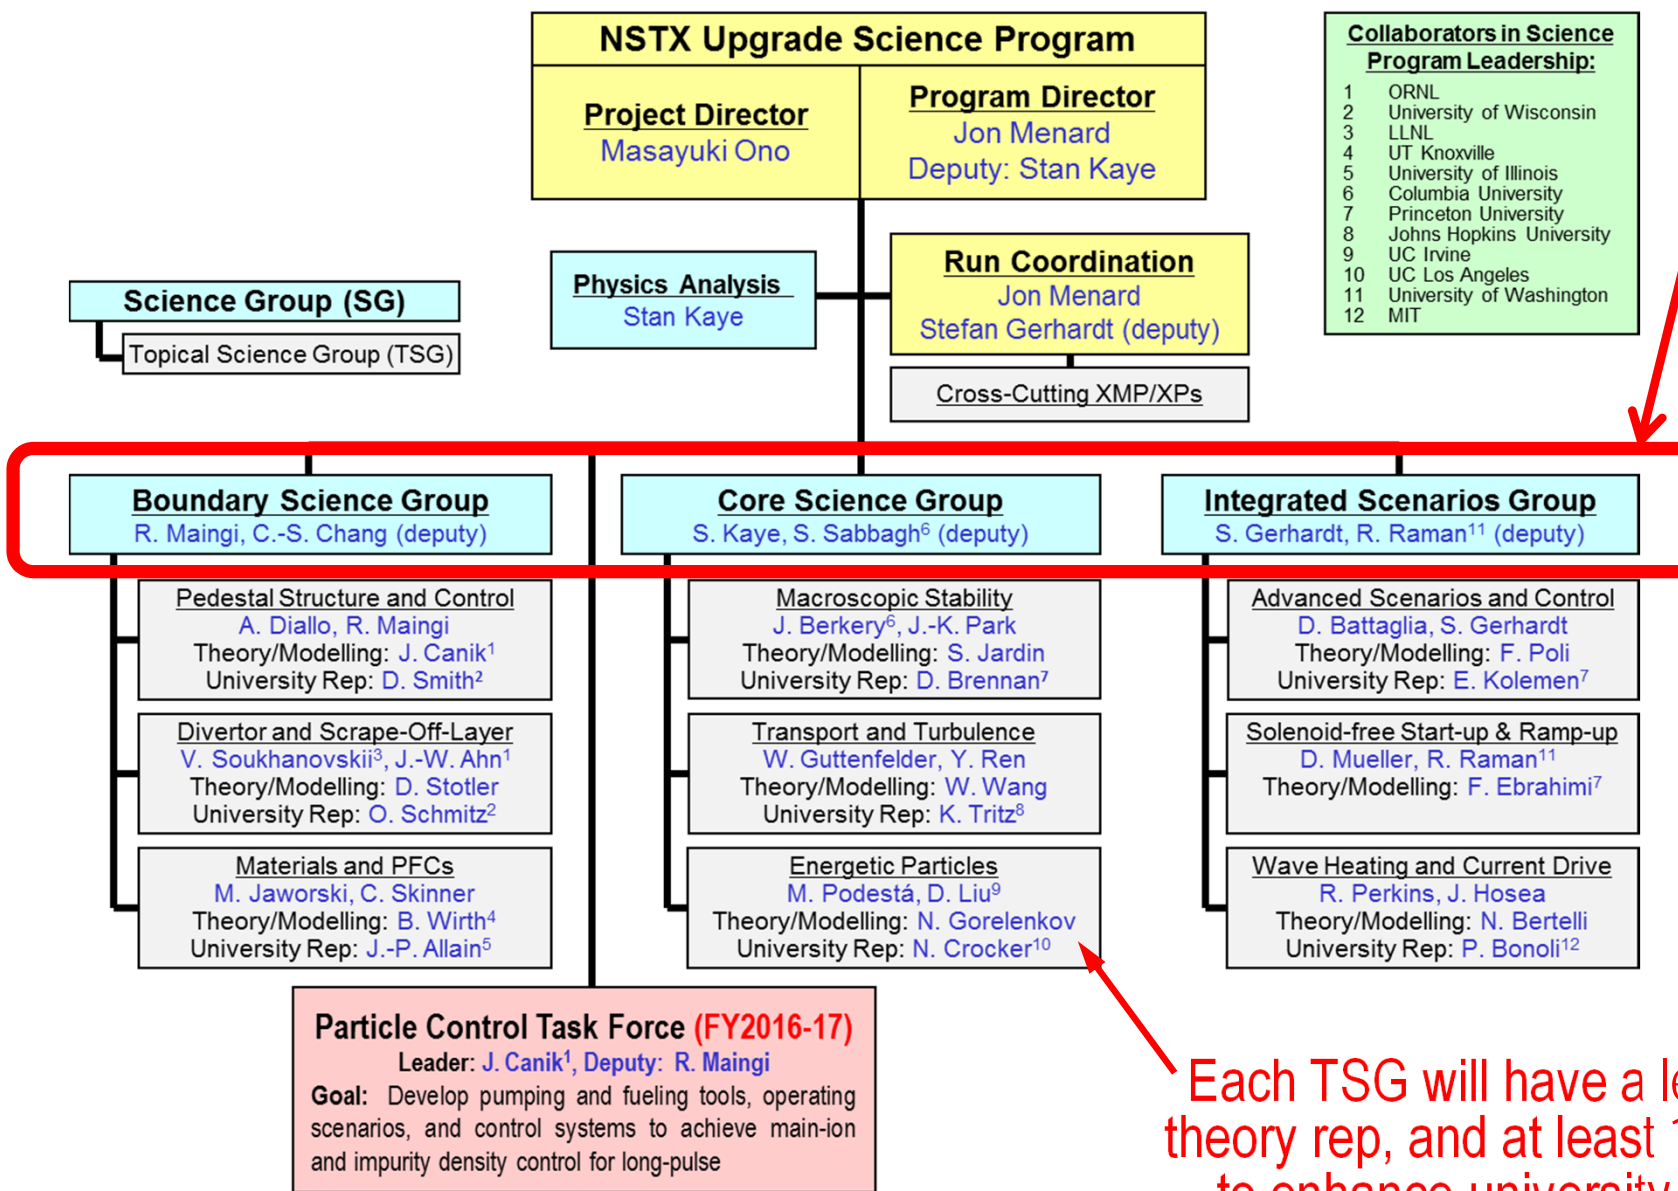 NSTX Upgrade Science Program
Project Director
Masayuki Ono
Program Director
Jon Menard
Deputy: Stan Kaye
Collaborators in Science
Program Leadership:
1 ORNL
2 University of Wisconsin
3 LLNL
4 UT Knoxville
5 University of Illinois
6 Columbia University
7 Princeton University
8 Johns Hopkins University
9 UC Irvine
10 UC Los Angeles
11 University of Washington
12 MIT
Physics Analysis
Stan Kaye
Run Coordination
Jon Menard
Stefan Gerhardt (deputy)
Cross-Cutting XMP/XPs
Science Group (SG)
Topical Science Group (TSG)
Boundary Science Group
R. Maingi, C.-S. Chang (deputy)
Pedestal Structure and Control
A. Diallo, R. Maingi
Theory/Modelling: J. Canik¹
University Rep: D. Smith²
Divertor and Scrape-Off-Layer
V. Soukhanovskii³, J.-W. Ahn¹
Theory/Modelling: D. Stotler
University Rep: O. Schmitz²
Materials and PFCs
M. Jaworski, C. Skinner
Theory/Modelling: B. Wirth⁴
University Rep: J.-P. Allain⁵
Core Science Group
S. Kaye, S. Sabbagh⁶ (deputy)
Macroscopic Stability
J. Berkery⁶, J.-K. Park
Theory/Modelling: S. Jardin
University Rep: D. Brennan⁷
Transport and Turbulence
W. Guttenfelder, Y. Ren
Theory/Modelling: W. Wang
University Rep: K. Tritz⁸
Energetic Particles
M. Podestá, D. Liu⁹
Theory/Modelling: N. Gorelenkov
University Rep: N. Crocker¹⁰
Integrated Scenarios Group
S. Gerhardt, R. Raman¹¹ (deputy)
Advanced Scenarios and Control
D. Battaglia, S. Gerhardt
Theory/Modelling: F. Poli
University Rep: E. Kolemen⁷
Solenoid-free Start-up & Ramp-up
D. Mueller, R. Raman¹¹
Theory/Modelling: F. Ebrahimi⁷
Wave Heating and Current Drive
R. Perkins, J. Hosea
Theory/Modelling: N. Bertelli
University Rep: P. Bonoli¹²
Particle Control Task Force (FY2016-17)
Leader: J. Canik¹, Deputy: R. Maingi
Goal: Develop pumping and fueling tools, operating
scenarios, and control systems to achieve main-ion
and impurity density control for long-pulse
Each TSG will have a
theory rep, and at least
to enhance university